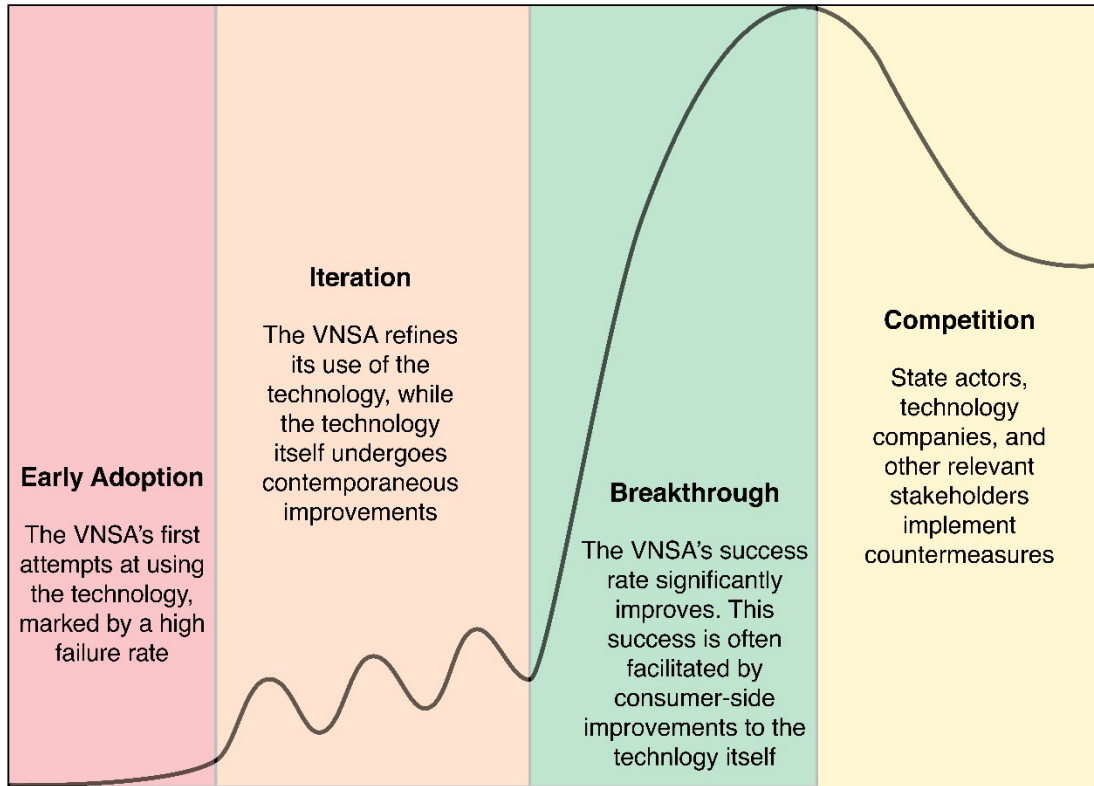 Early Adoption
The VNSA’s first
attempts at using
the technology,
marked by a high
failure rate
Iteration
The VNSA refines
its use of the
technology, while
the technology
itself undergoes
contemporaneous
improvements
Breakthrough
The VNSA’s success
rate significantly
improves. This
success is often
facilitated by
consumer-side
improvements to the
technlogy itself
Competition
State actors,
technology
companies, and
other relevant
stakeholders
implement
countermeasures